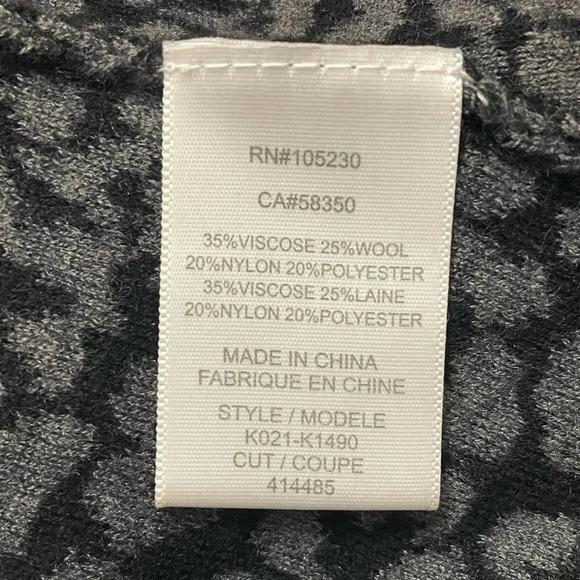 RN#105230
CA#58350
35%VISCOSE 25%WOOL
20%NYLON 20%POLYESTER
35%VISCOSE 25%LAINE
20%NYLON 20%POLYESTER
MADE IN CHINA
FABRIQUE EN CHINE
STYLE / MODELE
K021-K1490
CUT / COUPE
414485